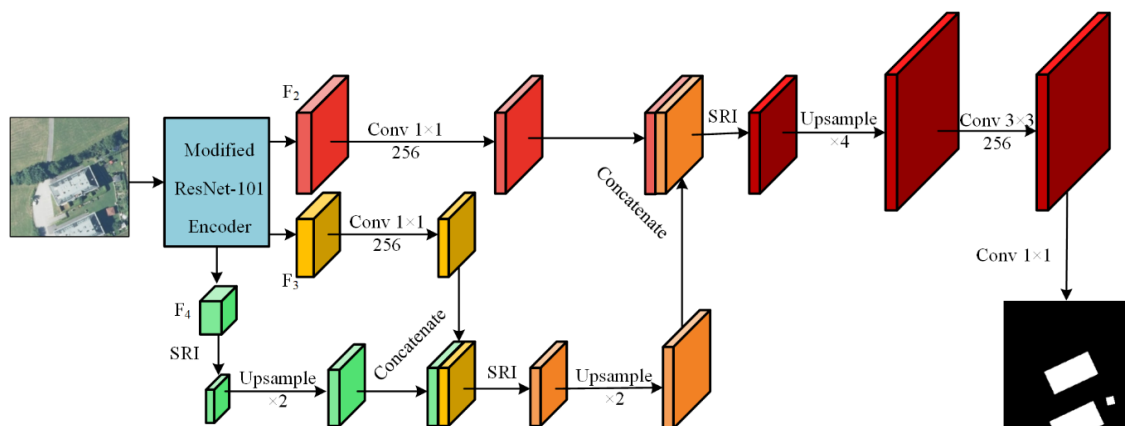 Modified
ResNet-101
Encoder
F₂
Conv 1×1
256
SRI
Upsample
×4
Conv 3×3
256
Concatenate
F₃
Conv 1×1
256
Conv 1×1
F₄
SRI
Upsample
×2
Concatenate
SRI
Upsample
×2